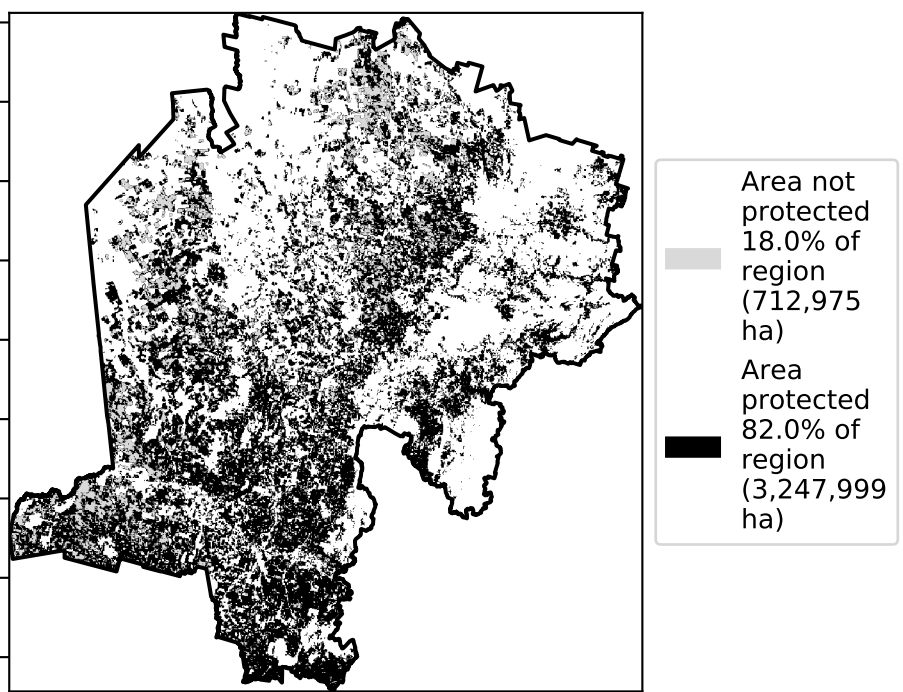 Area not
protected
18.0% of
region
(712,975
ha)
Area
protected
82.0% of
region
(3,247,999
ha)